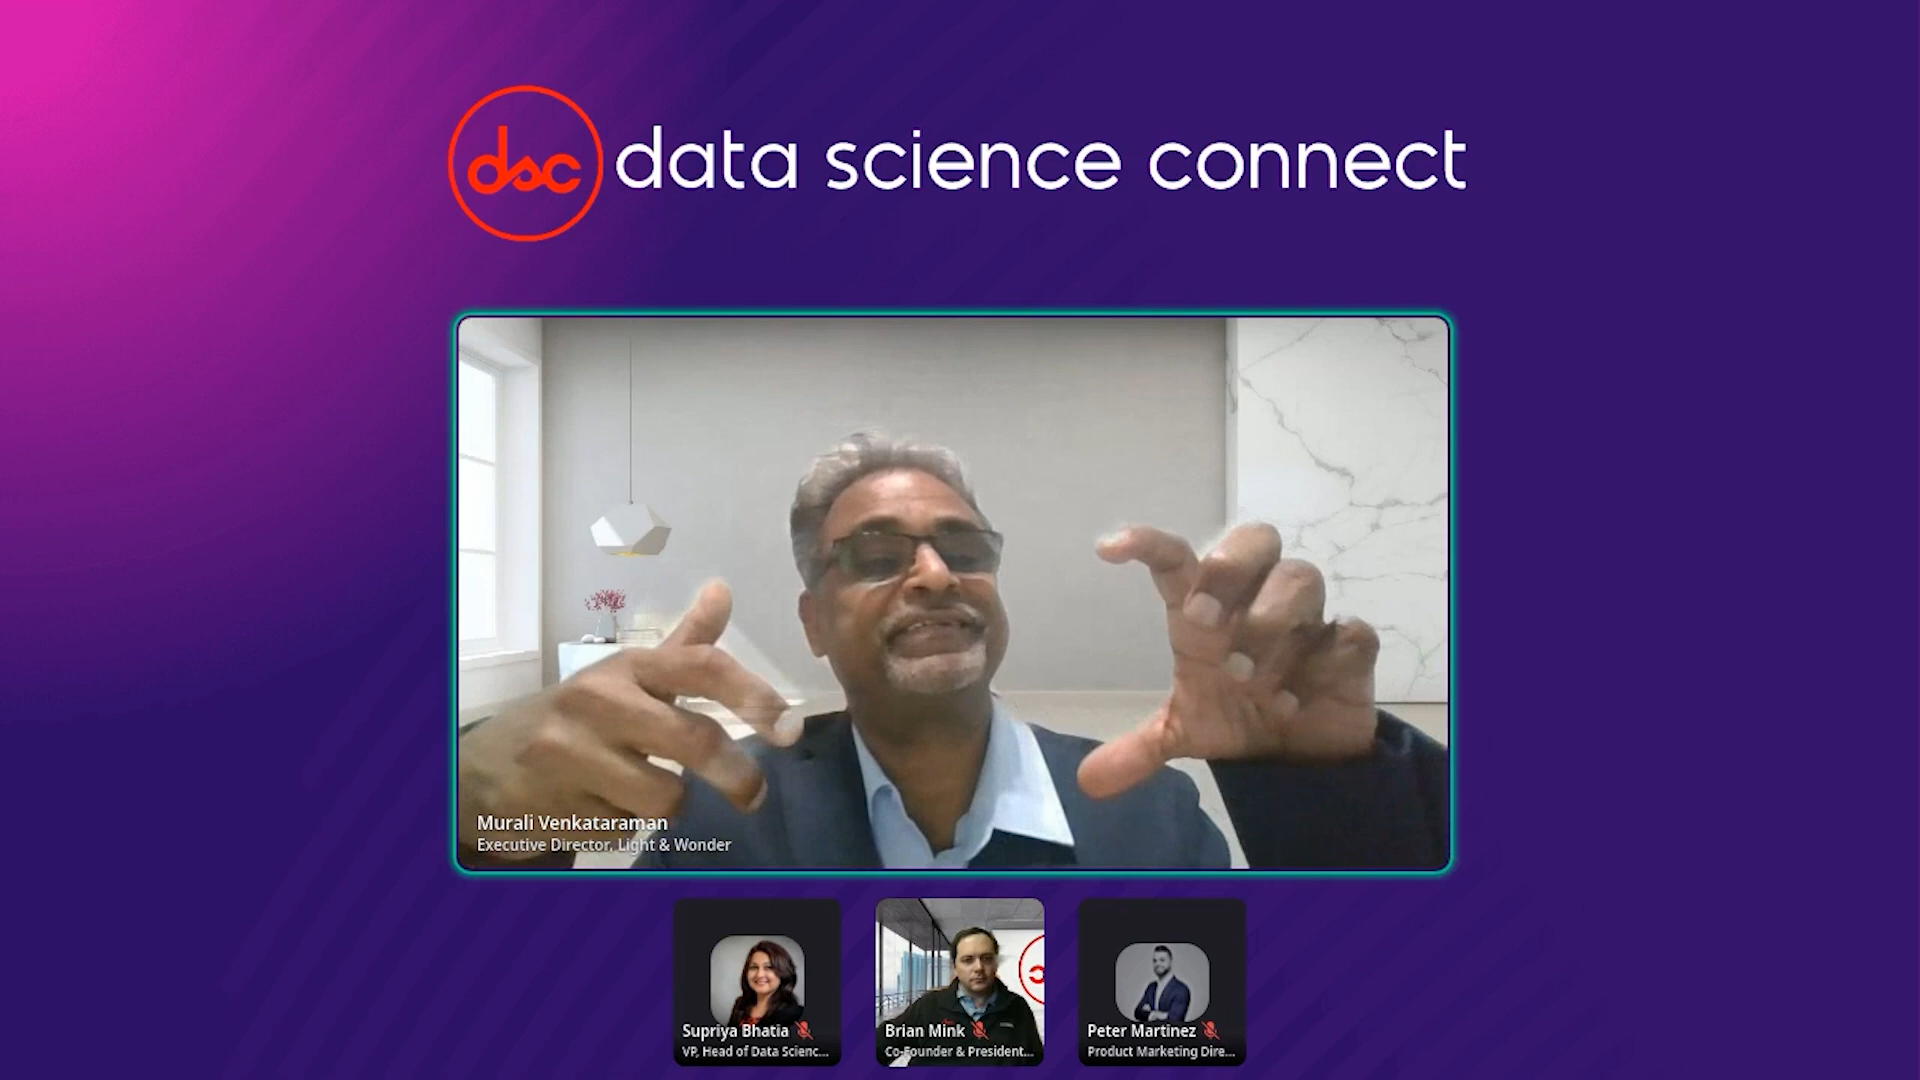 dsc data science connect
Murali Venkataraman
Executive Director, Light & Wonder
Supriya Bhatia
VP, Head of Data Scienc...
Brian Mink
Co-Founder & President...
Peter Martinez
Product Marketing Dire...